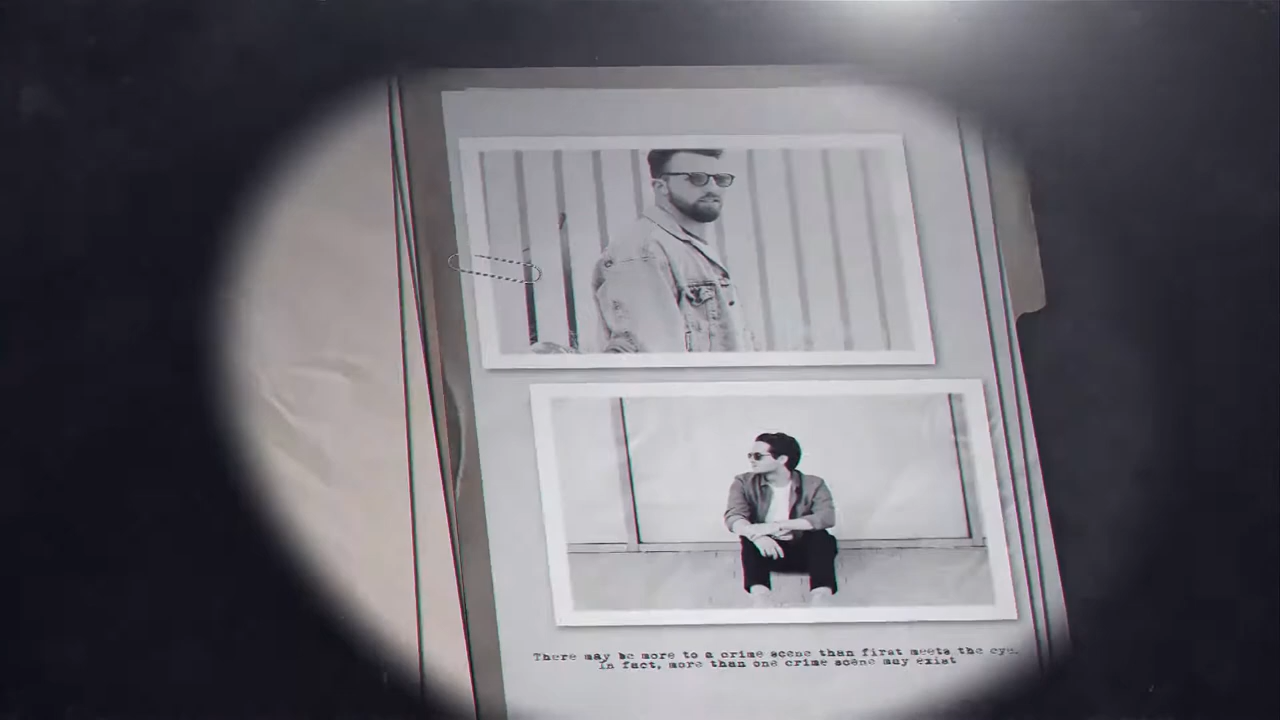 There may be more to a crime scene than first meets the eye.
In fact, more than one crime scene may exist